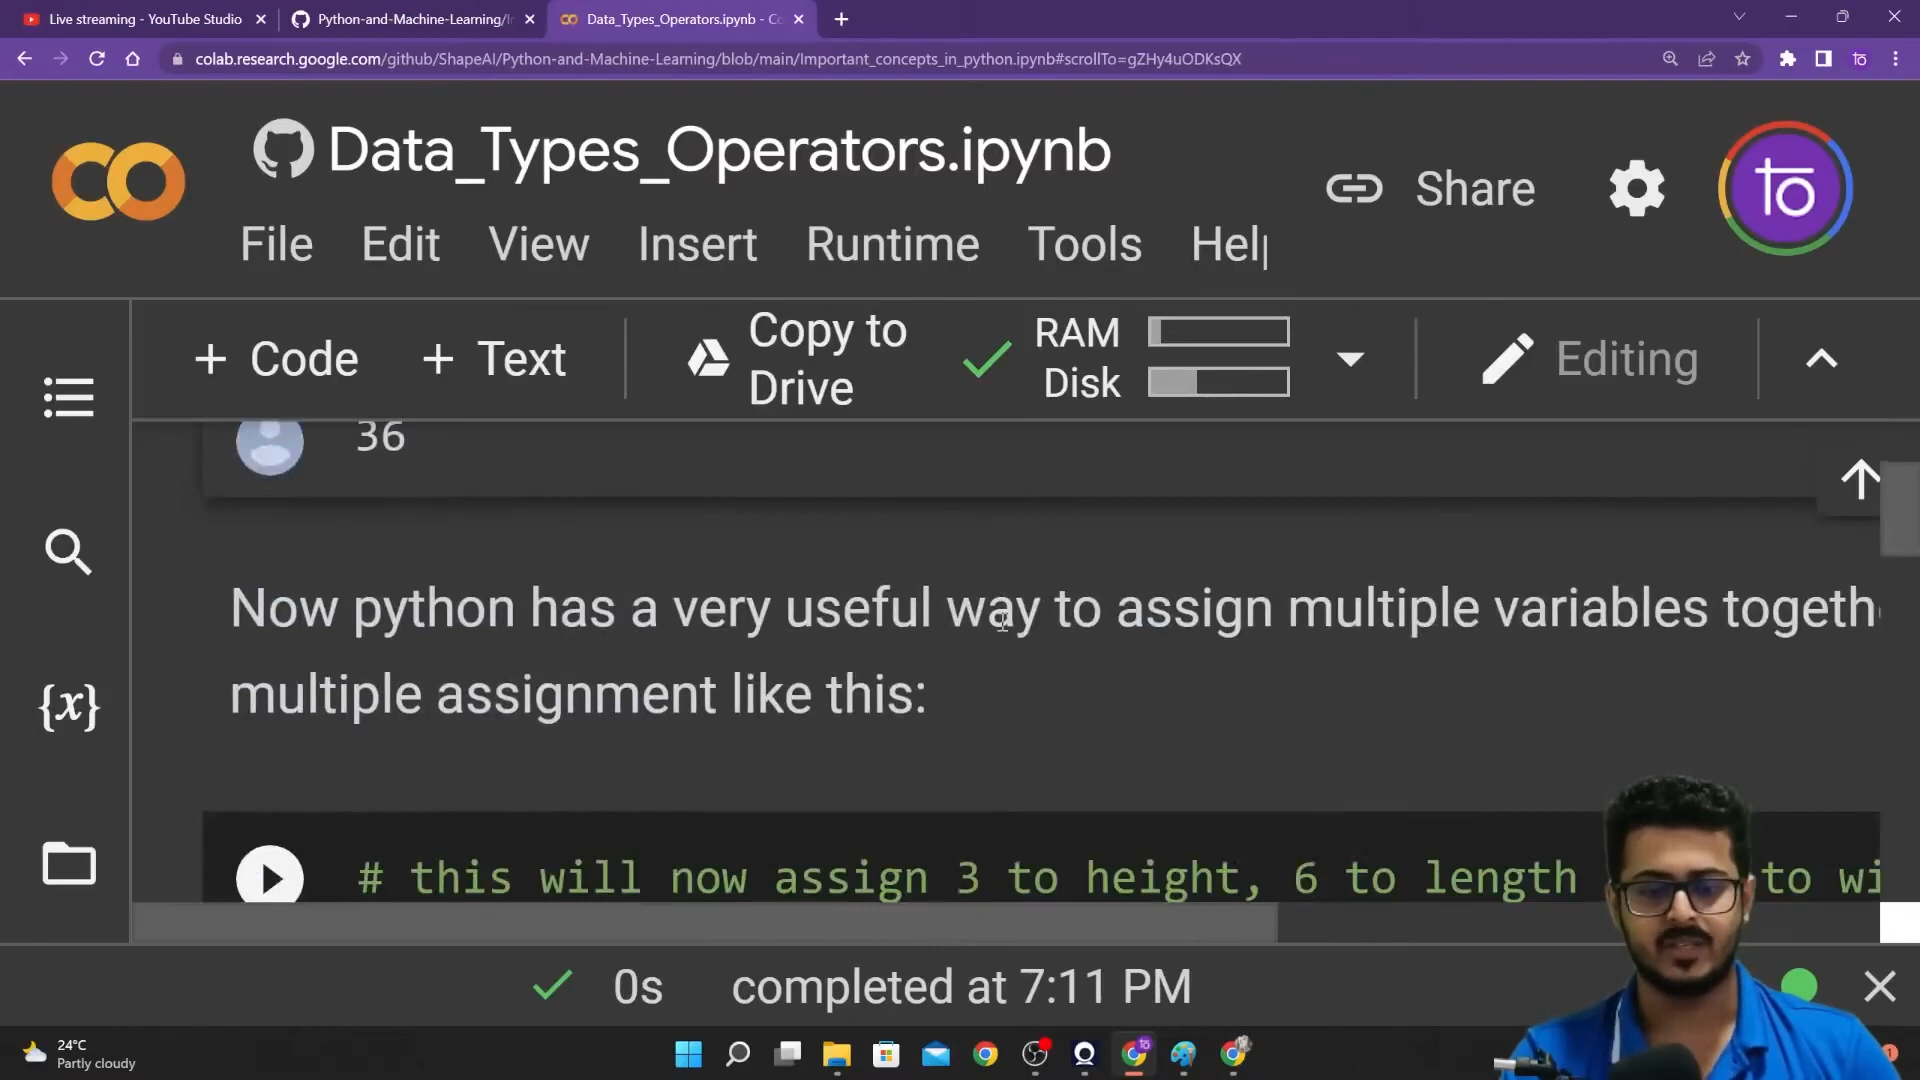 Live streaming - YouTube Studio
Python-and-Machine-Learning/I
Data_Types_Operators.ipynb - Co
colab.research.google.com/github/ShapeAI/Python-and-Machine-Learning/blob/main/Important_concepts_in_python.ipynb#scrollTo=gZHy4uODKsQX
to
Data_Types_Operators.ipynb
Share
to
File Edit View Insert Runtime Tools Help
+ Code + Text
Copy to
Drive
RAM
Disk
Editing
36
Now python has a very useful way to assign multiple variables togeth
multiple assignment like this:
{x}
# this will now assign 3 to height, 6 to length
to wi
0s completed at 7:11 PM
24°C
Partly cloudy
1